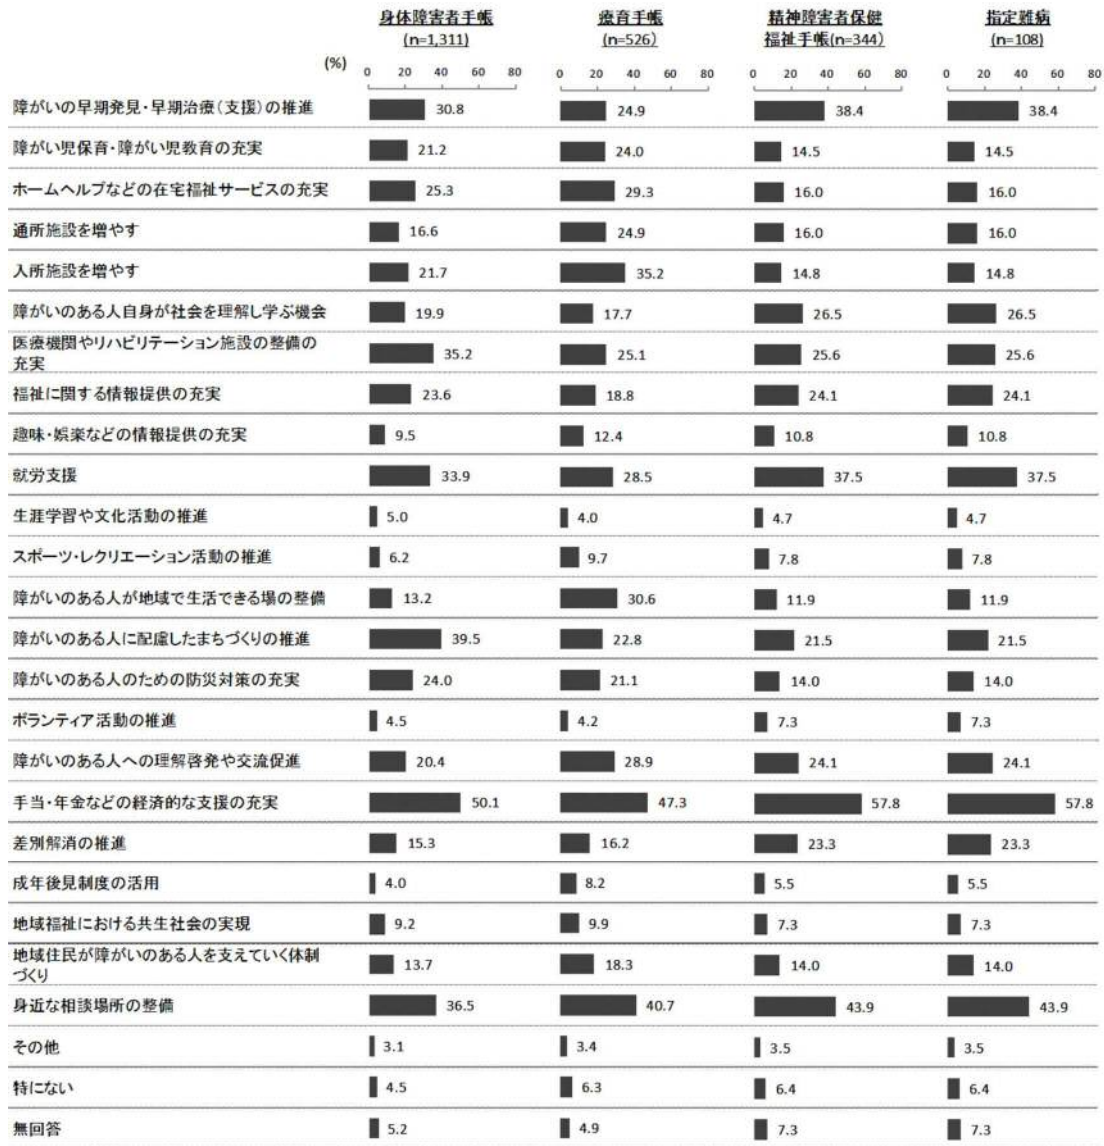 身体障害者手帳 療育手帳 精神障害者保健 指定難病
(n=1,311) (n=526) 福祉手帳(n=344) (n=108)
(%) 0 20 40 60 80 0 20 40 60 80 0 20 40 60 80 0 20 40 60 80
障がいの早期発見・早期治療(支援)の推進 30.8 24.9 38.4 38.4
障がい児保育・障がい児教育の充実 21.2 24.0 14.5 14.5
ホームヘルプなどの在宅福祉サービスの充実 25.3 29.3 16.0 16.0
通所施設を増やす 16.6 24.9 16.0 16.0
入所施設を増やす 21.7 35.2 14.8 14.8
障がいのある人自身が社会を理解し学ぶ機会 19.9 17.7 26.5 26.5
医療機関やリハビリテーション施設の整備の
充実 35.2 25.1 25.6 25.6
福祉に関する情報提供の充実 23.6 18.8 24.1 24.1
趣味・娯楽などの情報提供の充実 9.5 12.4 10.8 10.8
就労支援 33.9 28.5 37.5 37.5
生涯学習や文化活動の推進 5.0 4.0 4.7 4.7
スポーツ・レクリエーション活動の推進 6.2 9.7 7.8 7.8
障がいのある人が地域で生活できる場の整備 13.2 30.6 11.9 11.9
障がいのある人に配慮したまちづくりの推進 39.5 22.8 21.5 21.5
障がいのある人のための防災対策の充実 24.0 21.1 14.0 14.0
ボランティア活動の推進 4.5 4.2 7.3 7.3
障がいのある人への理解啓発や交流促進 20.4 28.9 24.1 24.1
手当・年金などの経済的な支援の充実 50.1 47.3 57.8 57.8
差別解消の推進 15.3 16.2 23.3 23.3
成年後見制度の活用 4.0 8.2 5.5 5.5
地域福祉における共生社会の実現 9.2 9.9 7.3 7.3
地域住民が障がいのある人を支えていく体制
づくり 13.7 18.3 14.0 14.0
身近な相談場所の整備 36.5 40.7 43.9 43.9
その他 3.1 3.4 3.5 3.5
特にない 4.5 6.3 6.4 6.4
無回答 5.2 4.9 7.3 7.3